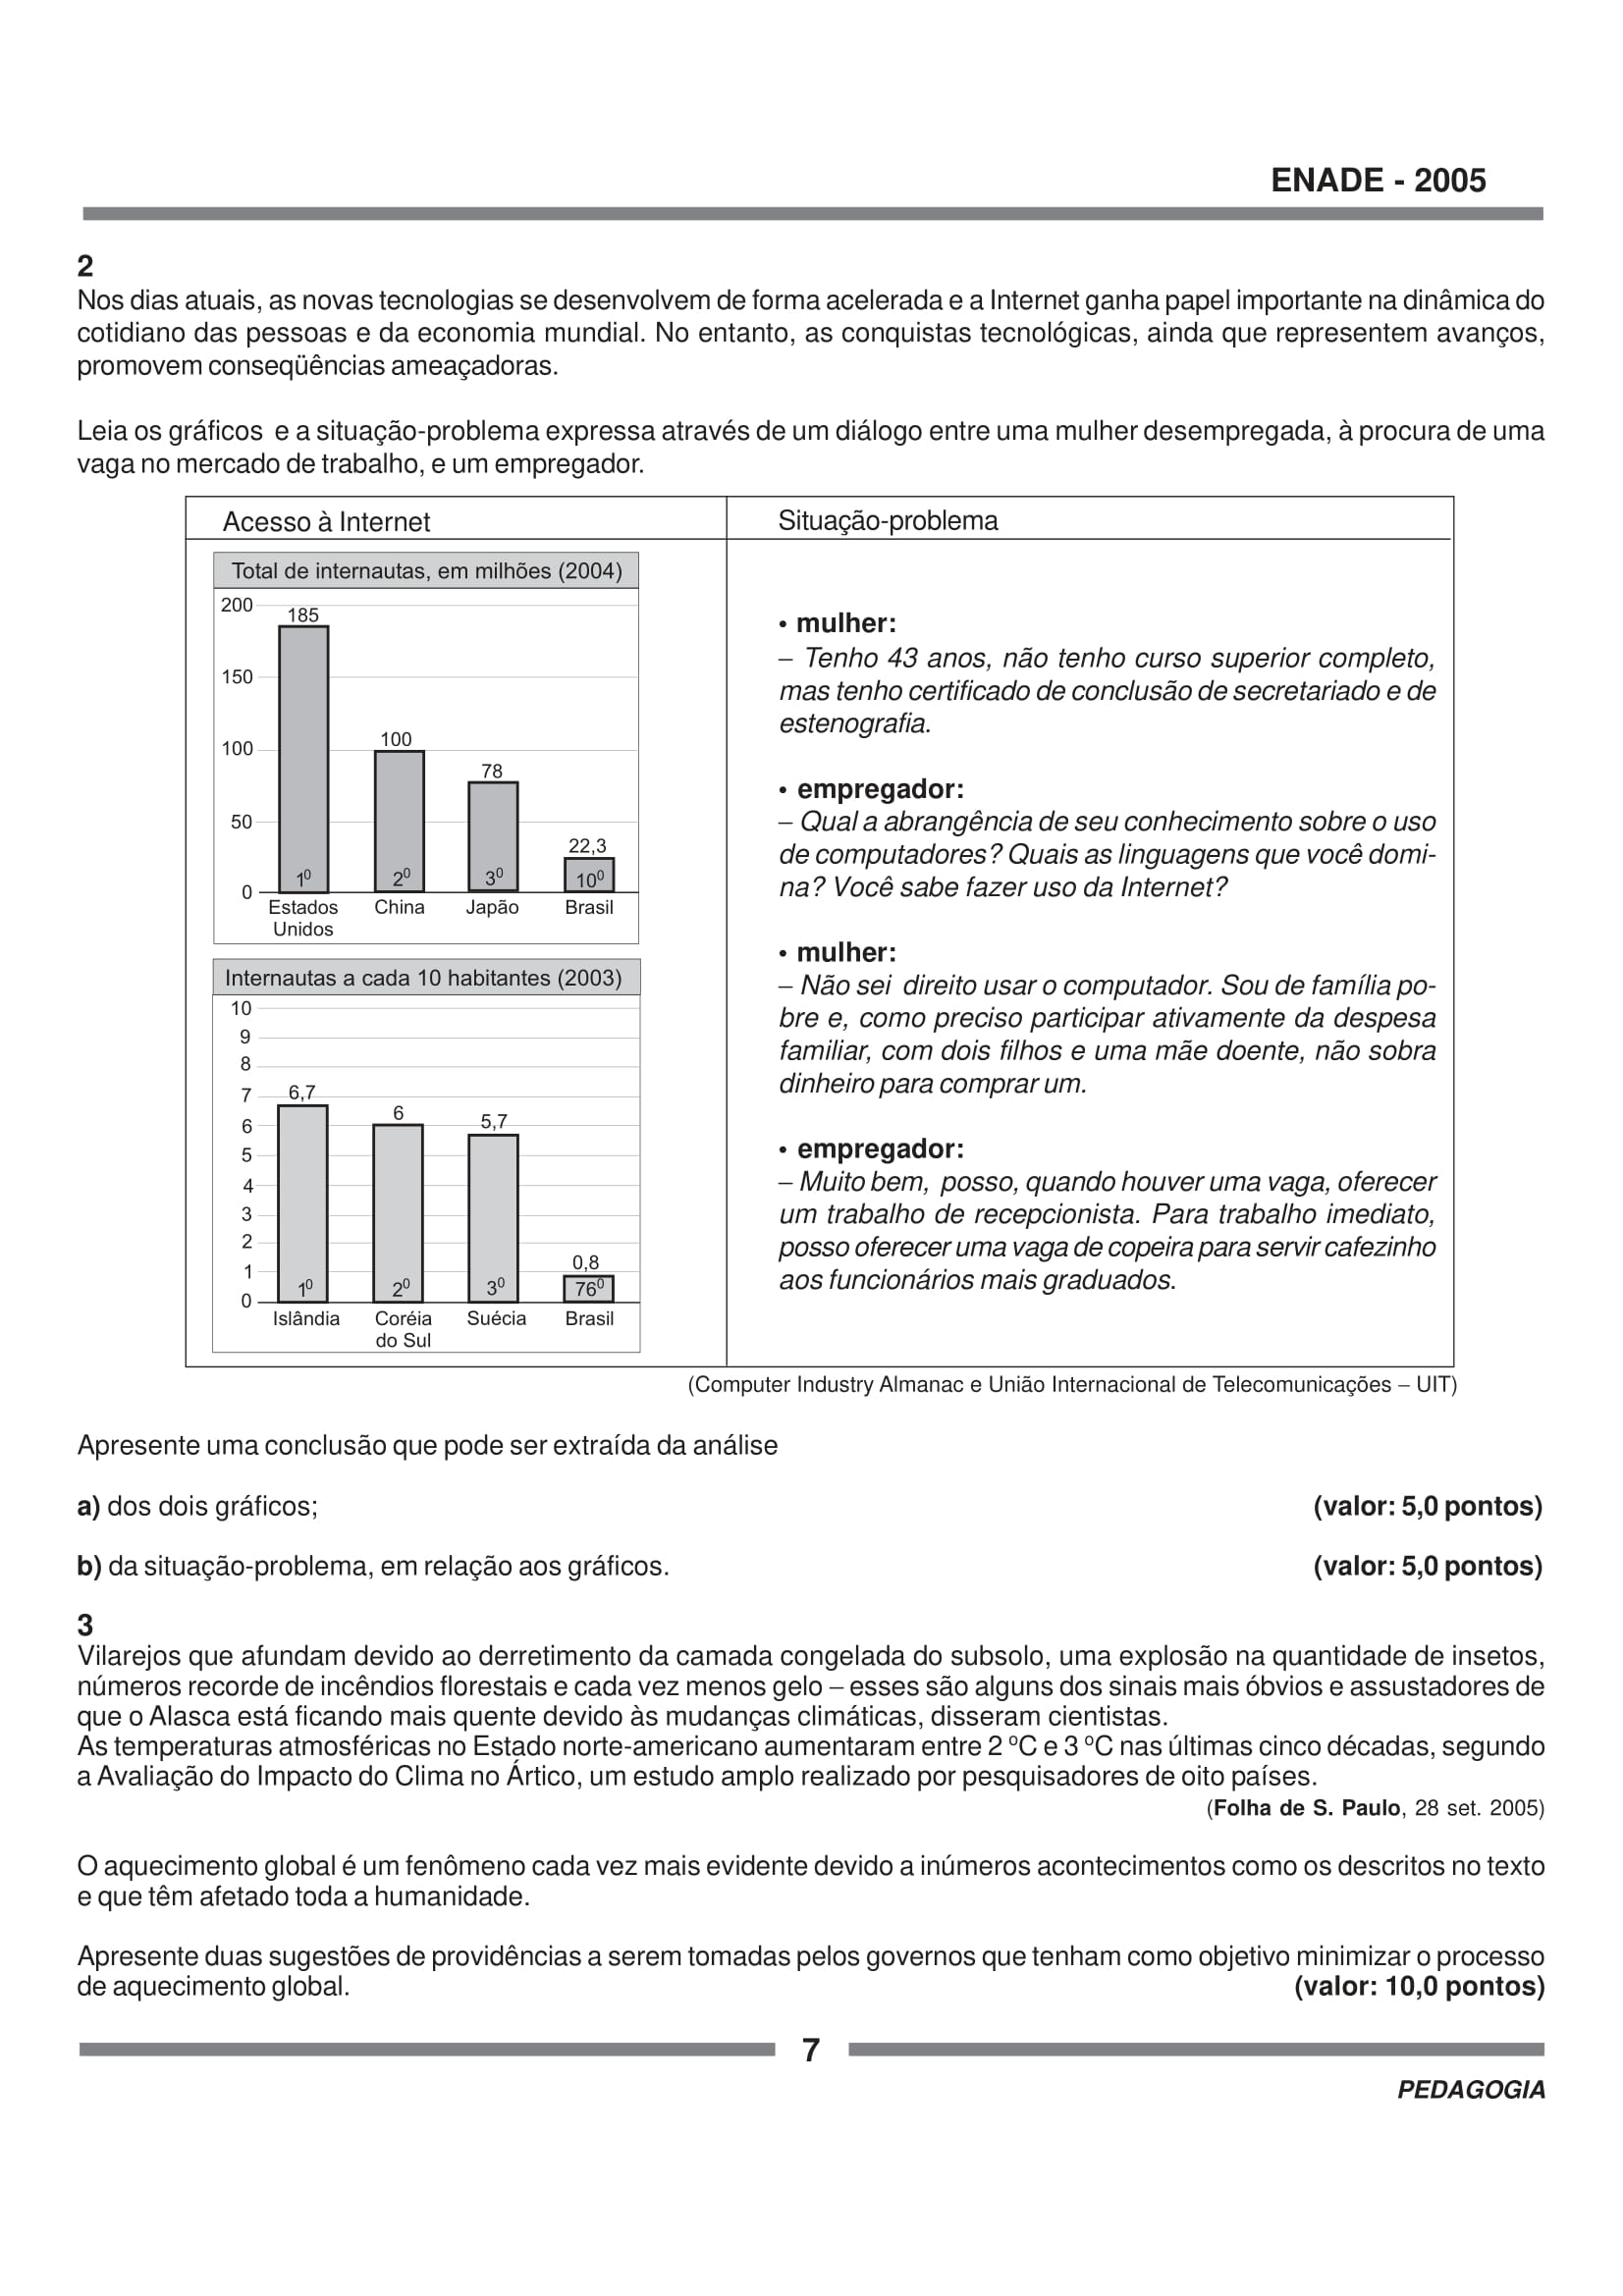 ENADE - 2005
2
Nos dias atuais, as novas tecnologias se desenvolvem de forma acelerada e a Internet ganha papel importante na dinâmica do
cotidiano das pessoas e da economia mundial. No entanto, as conquistas tecnológicas, ainda que representem avanços,
promovem conseqüências ameaçadoras.
Leia os gráficos e a situação-problema expressa através de um diálogo entre uma mulher desempregada, à procura de uma
vaga no mercado de trabalho, e um empregador.
Acesso à Internet
Total de internautas, em milhões (2004)
200
150
100
50
0
185
100
78
22,3
1º
2º
3º
10º
Estados
Unidos
China
Japão
Brasil
Internautas a cada 10 habitantes (2003)
10
9
8
7
6
5
4
3
2
1
0
6,7
6
5,7
0,8
1º
2º
3º
76º
Islândia
Coréia
do Sul
Suécia
Brasil
Situação-problema
• mulher:
– Tenho 43 anos, não tenho curso superior completo,
mas tenho certificado de conclusão de secretariado e de
estenografia.
• empregador:
– Qual a abrangência de seu conhecimento sobre o uso
de computadores? Quais as linguagens que você domi-
na? Você sabe fazer uso da Internet?
• mulher:
– Não sei direito usar o computador. Sou de família po-
bre e, como preciso participar ativamente da despesa
familiar, com dois filhos e uma mãe doente, não sobra
dinheiro para comprar um.
• empregador:
– Muito bem, posso, quando houver uma vaga, oferecer
um trabalho de recepcionista. Para trabalho imediato,
posso oferecer uma vaga de copeira para servir cafezinho
aos funcionários mais graduados.
(Computer Industry Almanac e União Internacional de Telecomunicações – UIT)
Apresente uma conclusão que pode ser extraída da análise
a) dos dois gráficos; (valor: 5,0 pontos)
b) da situação-problema, em relação aos gráficos. (valor: 5,0 pontos)
3
Vilarejos que afundam devido ao derretimento da camada congelada do subsolo, uma explosão na quantidade de insetos,
números recorde de incêndios florestais e cada vez menos gelo – esses são alguns dos sinais mais óbvios e assustadores de
que o Alasca está ficando mais quente devido às mudanças climáticas, disseram cientistas.
As temperaturas atmosféricas no Estado norte-americano aumentaram entre 2 ºC e 3 ºC nas últimas cinco décadas, segundo
a Avaliação do Impacto do Clima no Ártico, um estudo amplo realizado por pesquisadores de oito países.
(Folha de S. Paulo, 28 set. 2005)
O aquecimento global é um fenômeno cada vez mais evidente devido a inúmeros acontecimentos como os descritos no texto
e que têm afetado toda a humanidade.
Apresente duas sugestões de providências a serem tomadas pelos governos que tenham como objetivo minimizar o processo
de aquecimento global. (valor: 10,0 pontos)
7
PEDAGOGIA